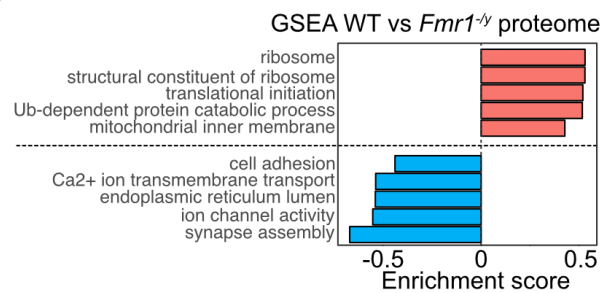 GSEA WT vs Fmr1-/y proteome
ribosome
structural constituent of ribosome
translational initiation
Ub-dependent protein catabolic process
mitochondrial inner membrane
cell adhesion
Ca2+ ion transmembrane transport
endoplasmic reticulum lumen
ion channel activity
synapse assembly
-0.5 0 0.5
Enrichment score